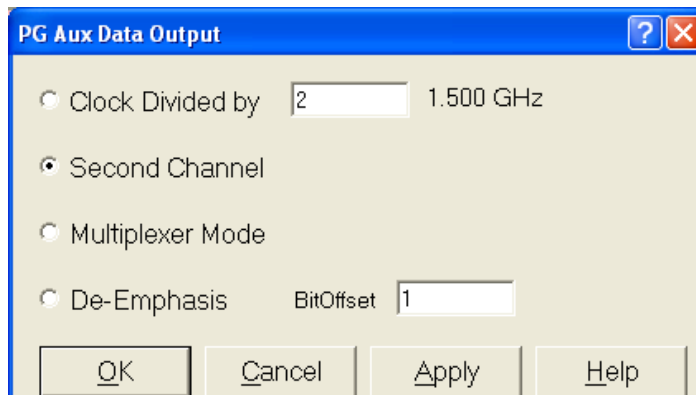 PG Aux Data Output
Clock Divided by 2 1.500 GHz
Second Channel
Multiplexer Mode
De-Emphasis BitOffset 1
OK Cancel Apply Help